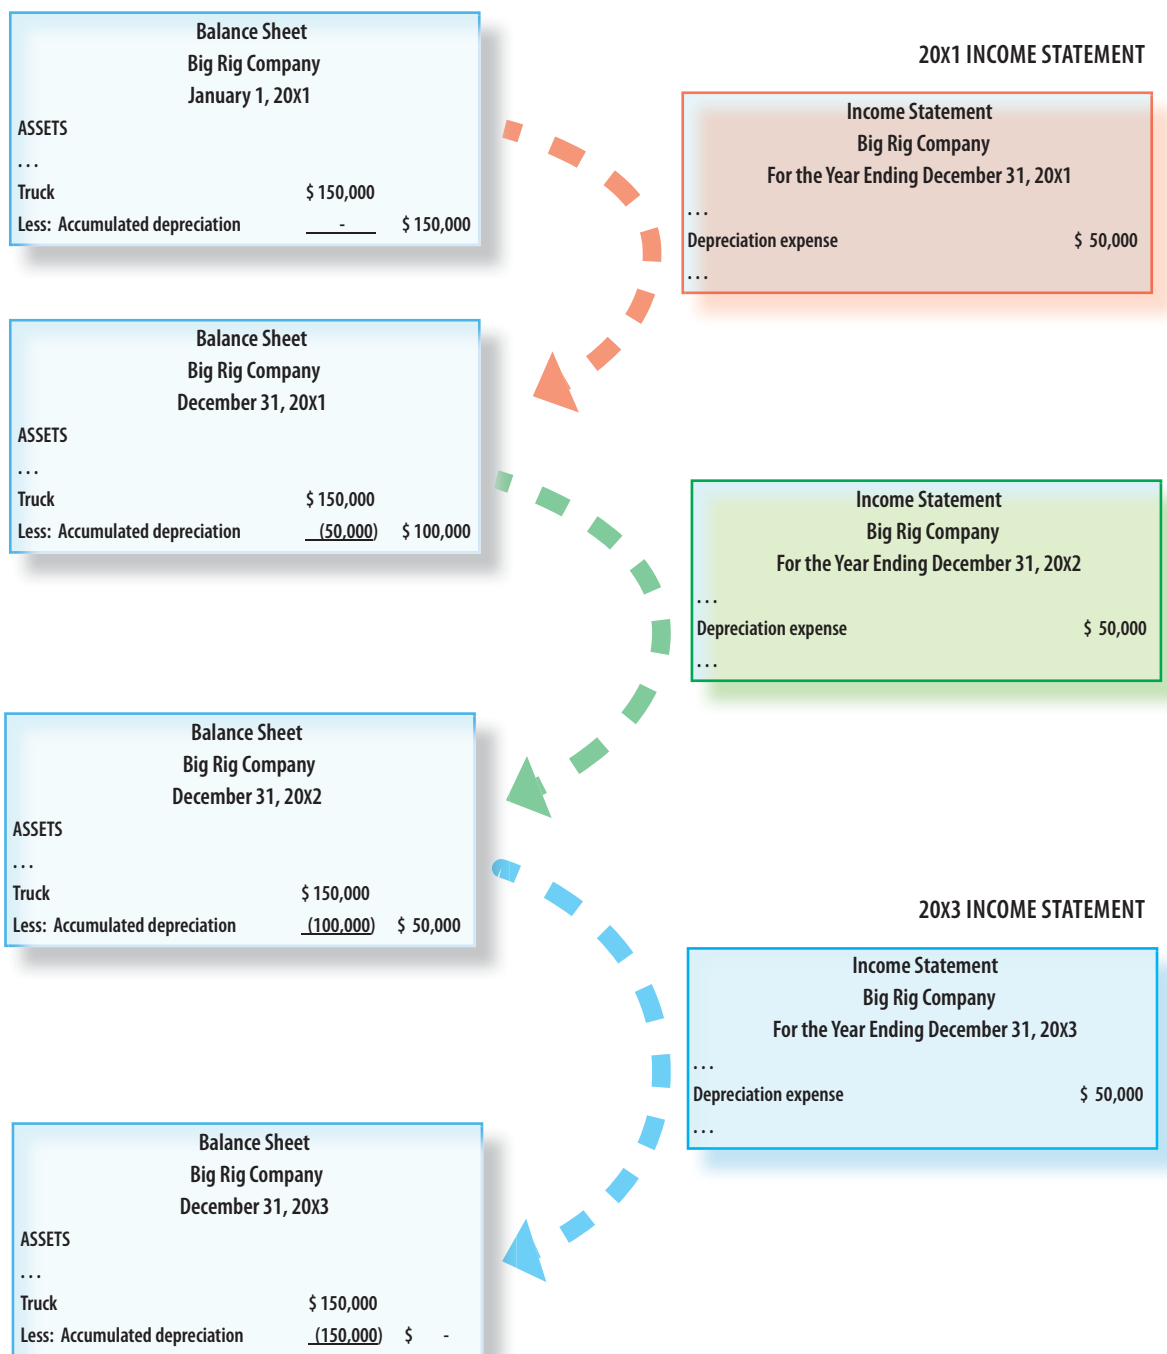 Balance Sheet
Big Rig Company
January 1, 20X1
ASSETS
. . .
Truck $ 150,000
Less: Accumulated depreciation - $ 150,000
20X1 INCOME STATEMENT
Income Statement
Big Rig Company
For the Year Ending December 31, 20X1
. . .
Depreciation expense $ 50,000
. . .
Balance Sheet
Big Rig Company
December 31, 20X1
ASSETS
. . .
Truck $ 150,000
Less: Accumulated depreciation (50,000) $ 100,000
Income Statement
Big Rig Company
For the Year Ending December 31, 20X2
. . .
Depreciation expense $ 50,000
. . .
Balance Sheet
Big Rig Company
December 31, 20X2
ASSETS
. . .
Truck $ 150,000
Less: Accumulated depreciation (100,000) $ 50,000
20X3 INCOME STATEMENT
Income Statement
Big Rig Company
For the Year Ending December 31, 20X3
. . .
Depreciation expense $ 50,000
. . .
Balance Sheet
Big Rig Company
December 31, 20X3
ASSETS
. . .
Truck $ 150,000
Less: Accumulated depreciation (150,000) $ -